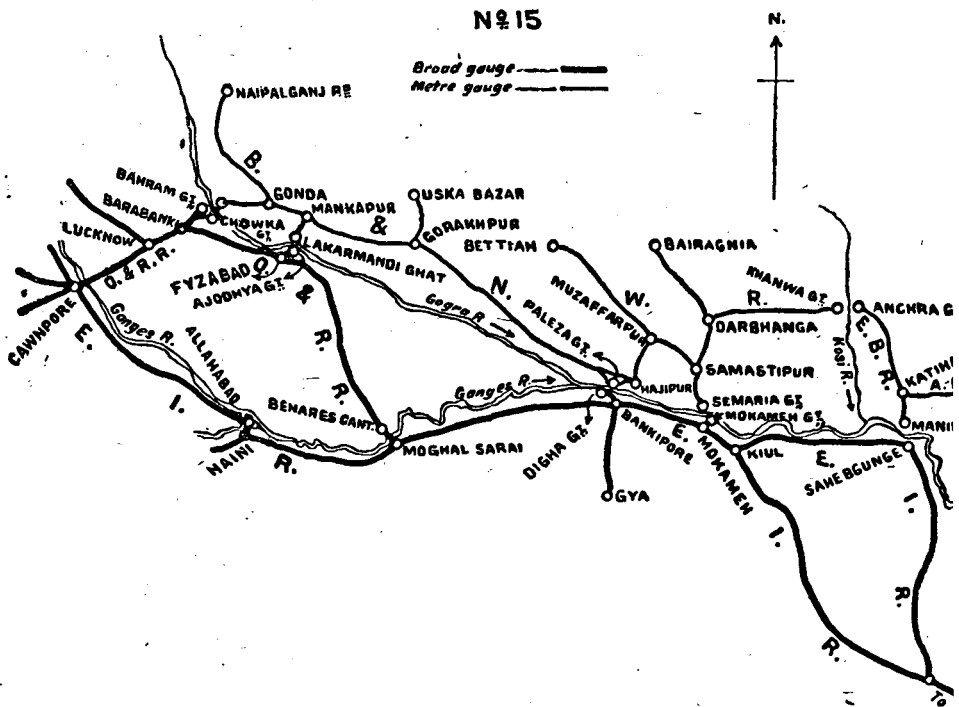 Nº 15
N.
Broad gauge
Metre gauge
NAIPALGANJ RD
B.
BAHRAM GT.
GONDA
USKA BAZAR
BARABANKI
CHOWKA GT.
MANKAPUR
&
GORAKHPUR
BETTIAH
BAIRAGNIA
LUCKNOW
LAKARMANDI GHAT
O. & R. R.
FYZABAD
O. & R. R.
AJODHYA GT.
Gogra R.
N.
W.
R.
MUZAFFARPUR
PALEZA GT.
KHANWA GT.
ANCHRA G
DARBHANGA
E. B. R.
Kosi R.
CAWNPORE
Ganges R.
ALLAHABAD
E. I. R.
Ganges R.
HAJIPUR
SAMASTIPUR
KATIH
A.
SEMARIA GT.
MOKAMEH GT.
MANI
BENARES CANT.
NAINI
MOGHAL SARAI
DIGHA GT.
BANKIPORE
E.
MOKAMEH
KIUL
E.
SAHEBGUNGE
GYA
I.
I.
R.
R.
To